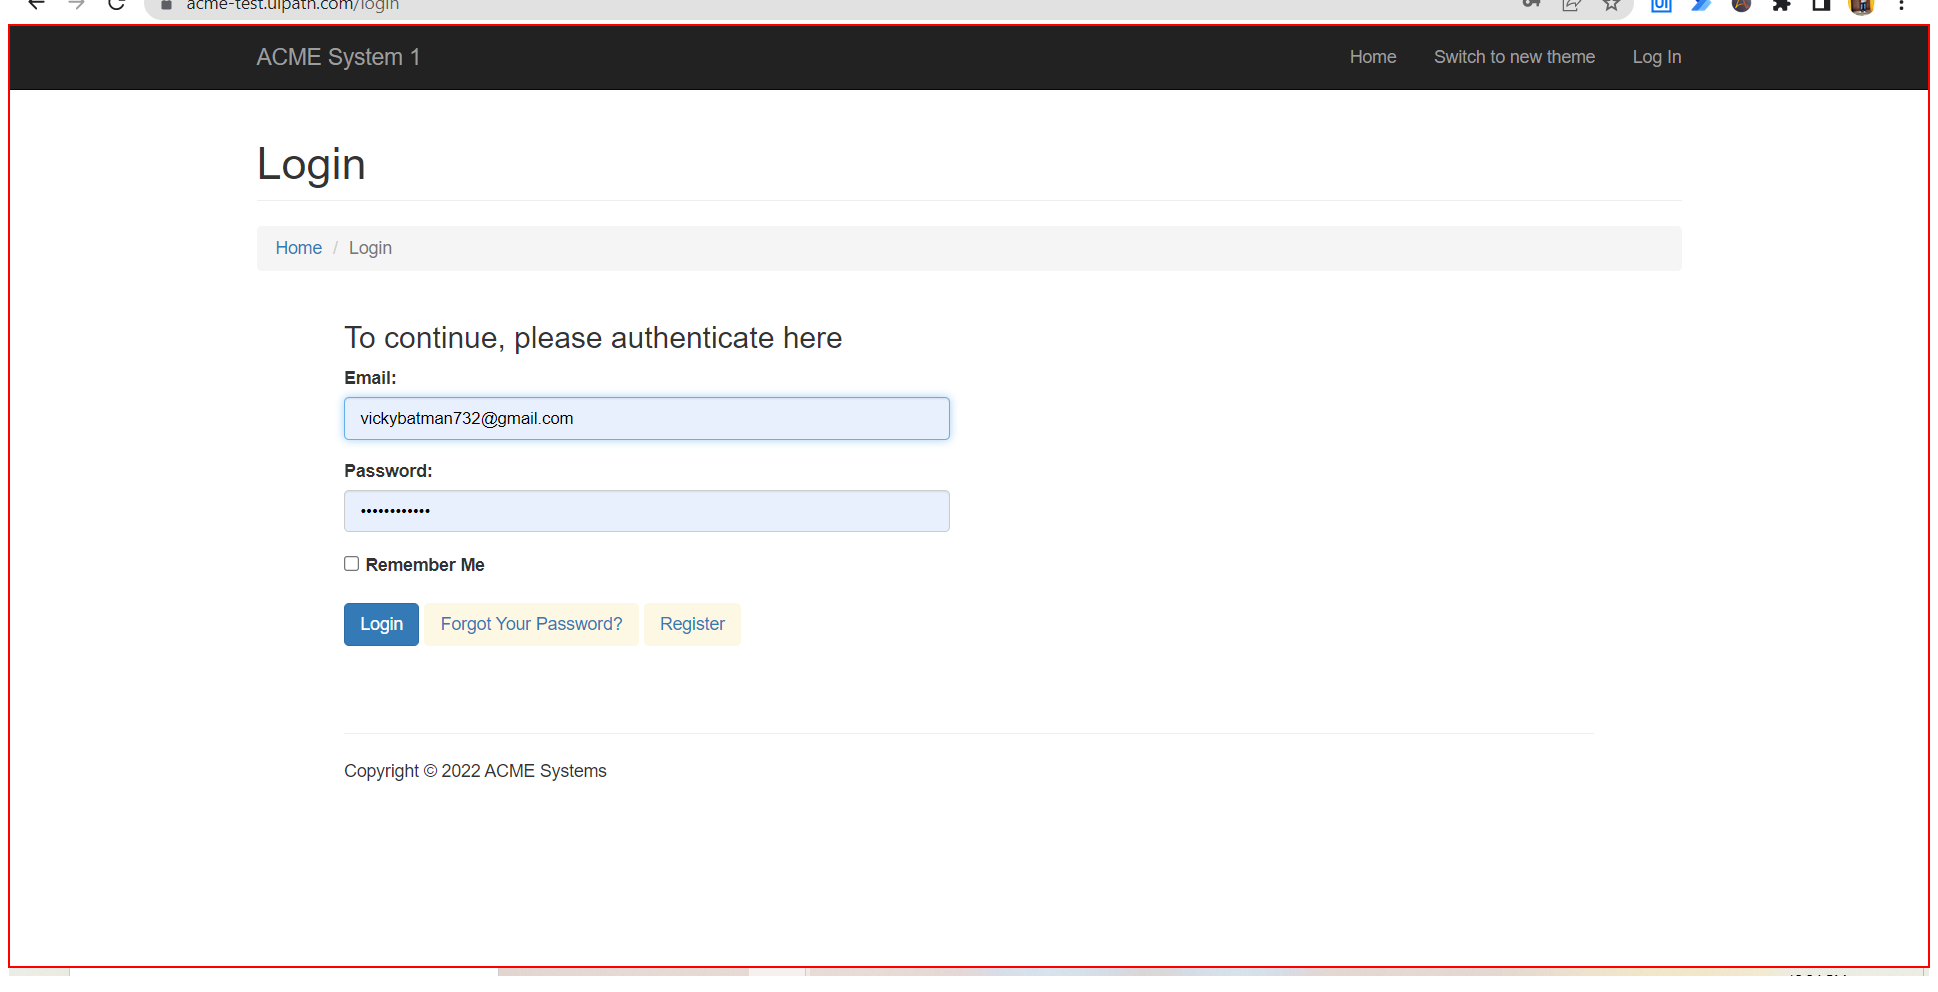 acme-test.uipath.com/login
ACME System 1
Home
Switch to new theme
Log In
Login
Home / Login
To continue, please authenticate here
Email:
vickybatman732@gmail.com
Password:
••••••••••••
Remember Me
Login
Forgot Your Password?
Register
Copyright © 2022 ACME Systems